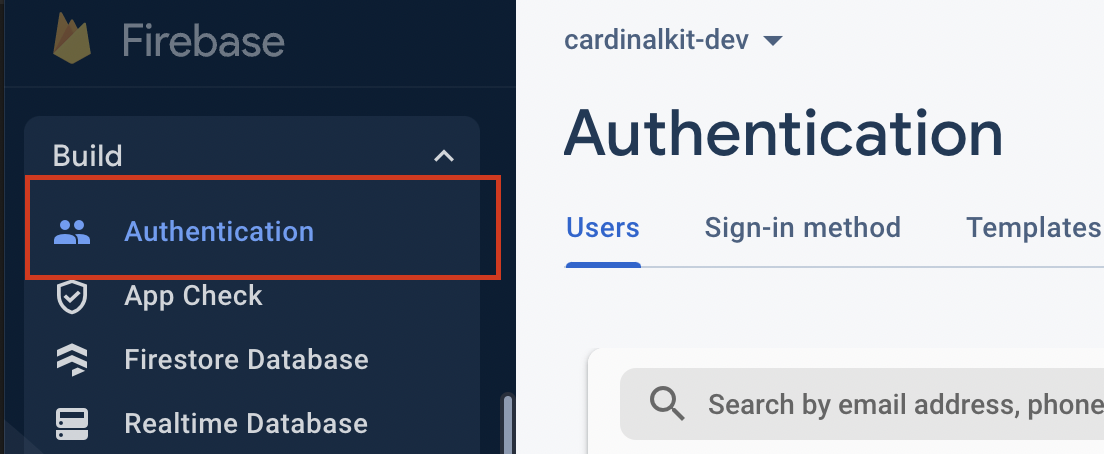 Firebase
Build
Authentication
App Check
Firestore Database
Realtime Database
cardinalkit-dev
Authentication
Users Sign-in method Templates
Search by email address, phone